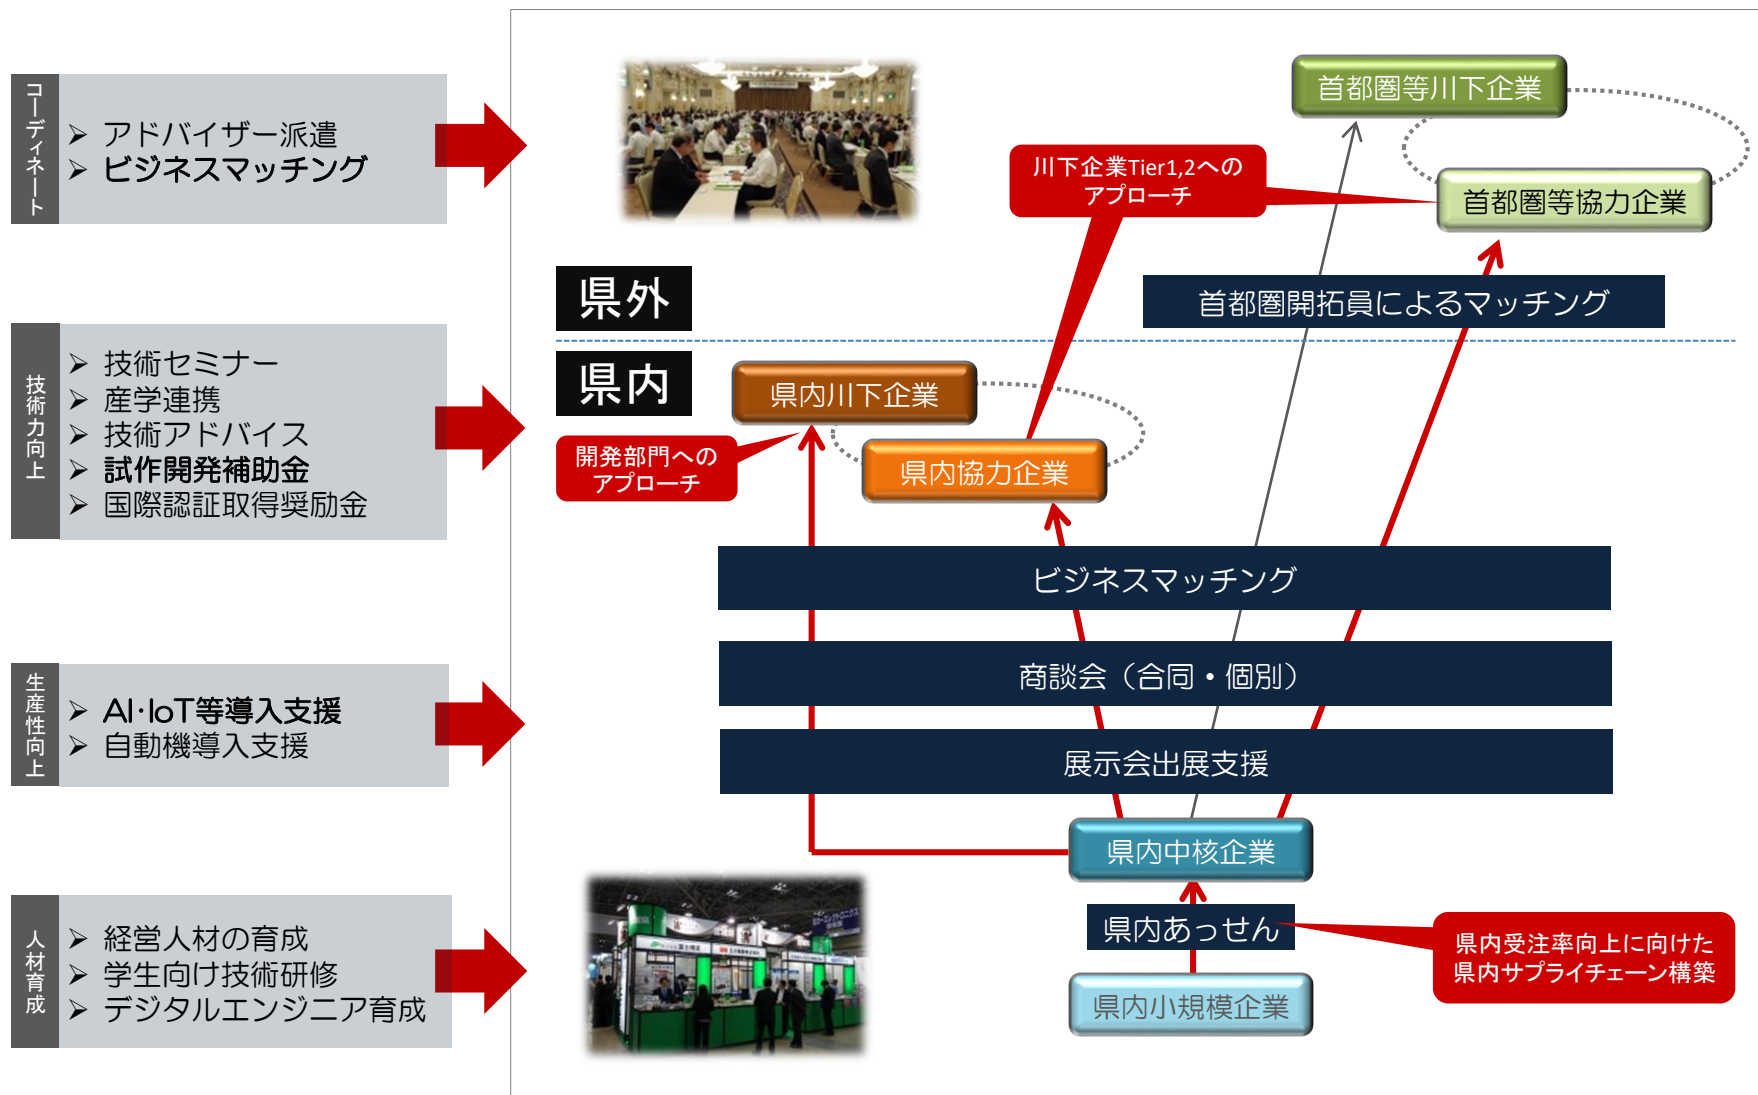 コーディネート
アドバイザー派遣
ビジネスマッチング
技術力向上
技術セミナー
産学連携
技術アドバイス
試作開発補助金
国際認証取得奨励金
生産性向上
AI・IoT等導入支援
自動機導入支援
人材育成
経営人材の育成
学生向け技術研修
デジタルエンジニア育成
首都圏等川下企業
川下企業Tier1,2への
アプローチ
首都圏等協力企業
県外
首都圏開拓員によるマッチング
県内
県内川下企業
開発部門への
アプローチ
県内協力企業
ビジネスマッチング
商談会（合同・個別）
展示会出展支援
県内中核企業
県内あっせん
県内受注率向上に向けた
県内サプライチェーン構築
県内小規模企業